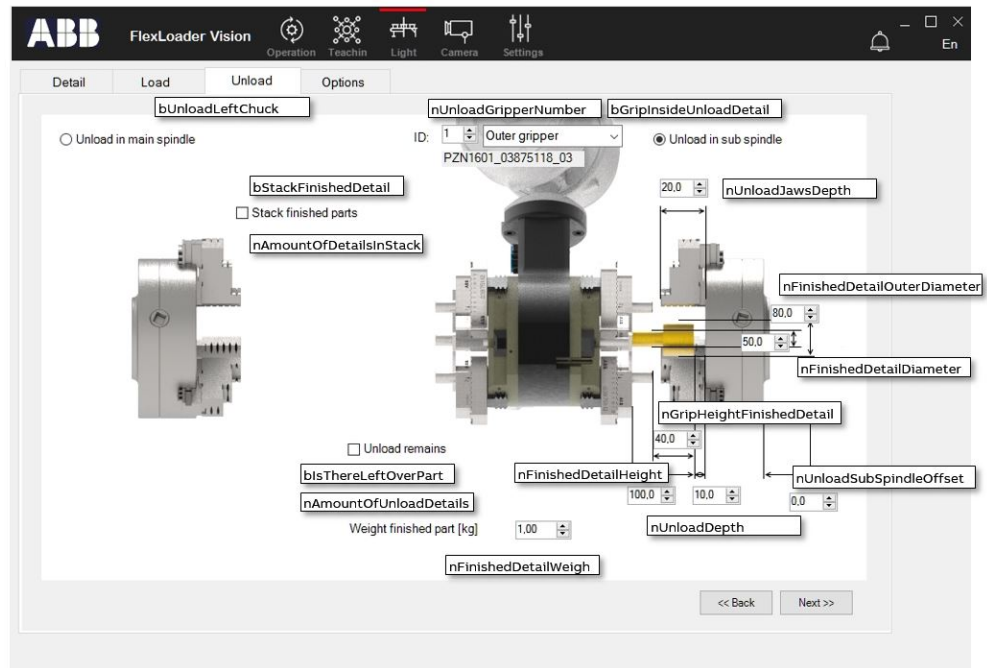 ABB FlexLoader Vision
Operation Teachin Light Camera Settings
En
Detail Load Unload Options
bUnloadLeftChuck nUnloadGripperNumber bGripInsideUnloadDetail
Unload in main spindle ID: 1 Outer gripper Unload in sub spindle
PZN1601_03875118_03
bStackFinishedDetail 20,0 nUnloadJawsDepth
Stack finished parts
nAmountOfDetailsInStack
nFinishedDetailOuterDiameter
80,0
50,0
nFinishedDetailDiameter
nGripHeightFinishedDetail
40,0
Unload remains
bIsThereLeftOverPart nFinishedDetailHeight nUnloadSubSpindleOffset
100,0 10,0 0,0
nAmountOfUnloadDetails
Weight finished part [kg] 1,00 nUnloadDepth
nFinishedDetailWeigh
<< Back Next >>